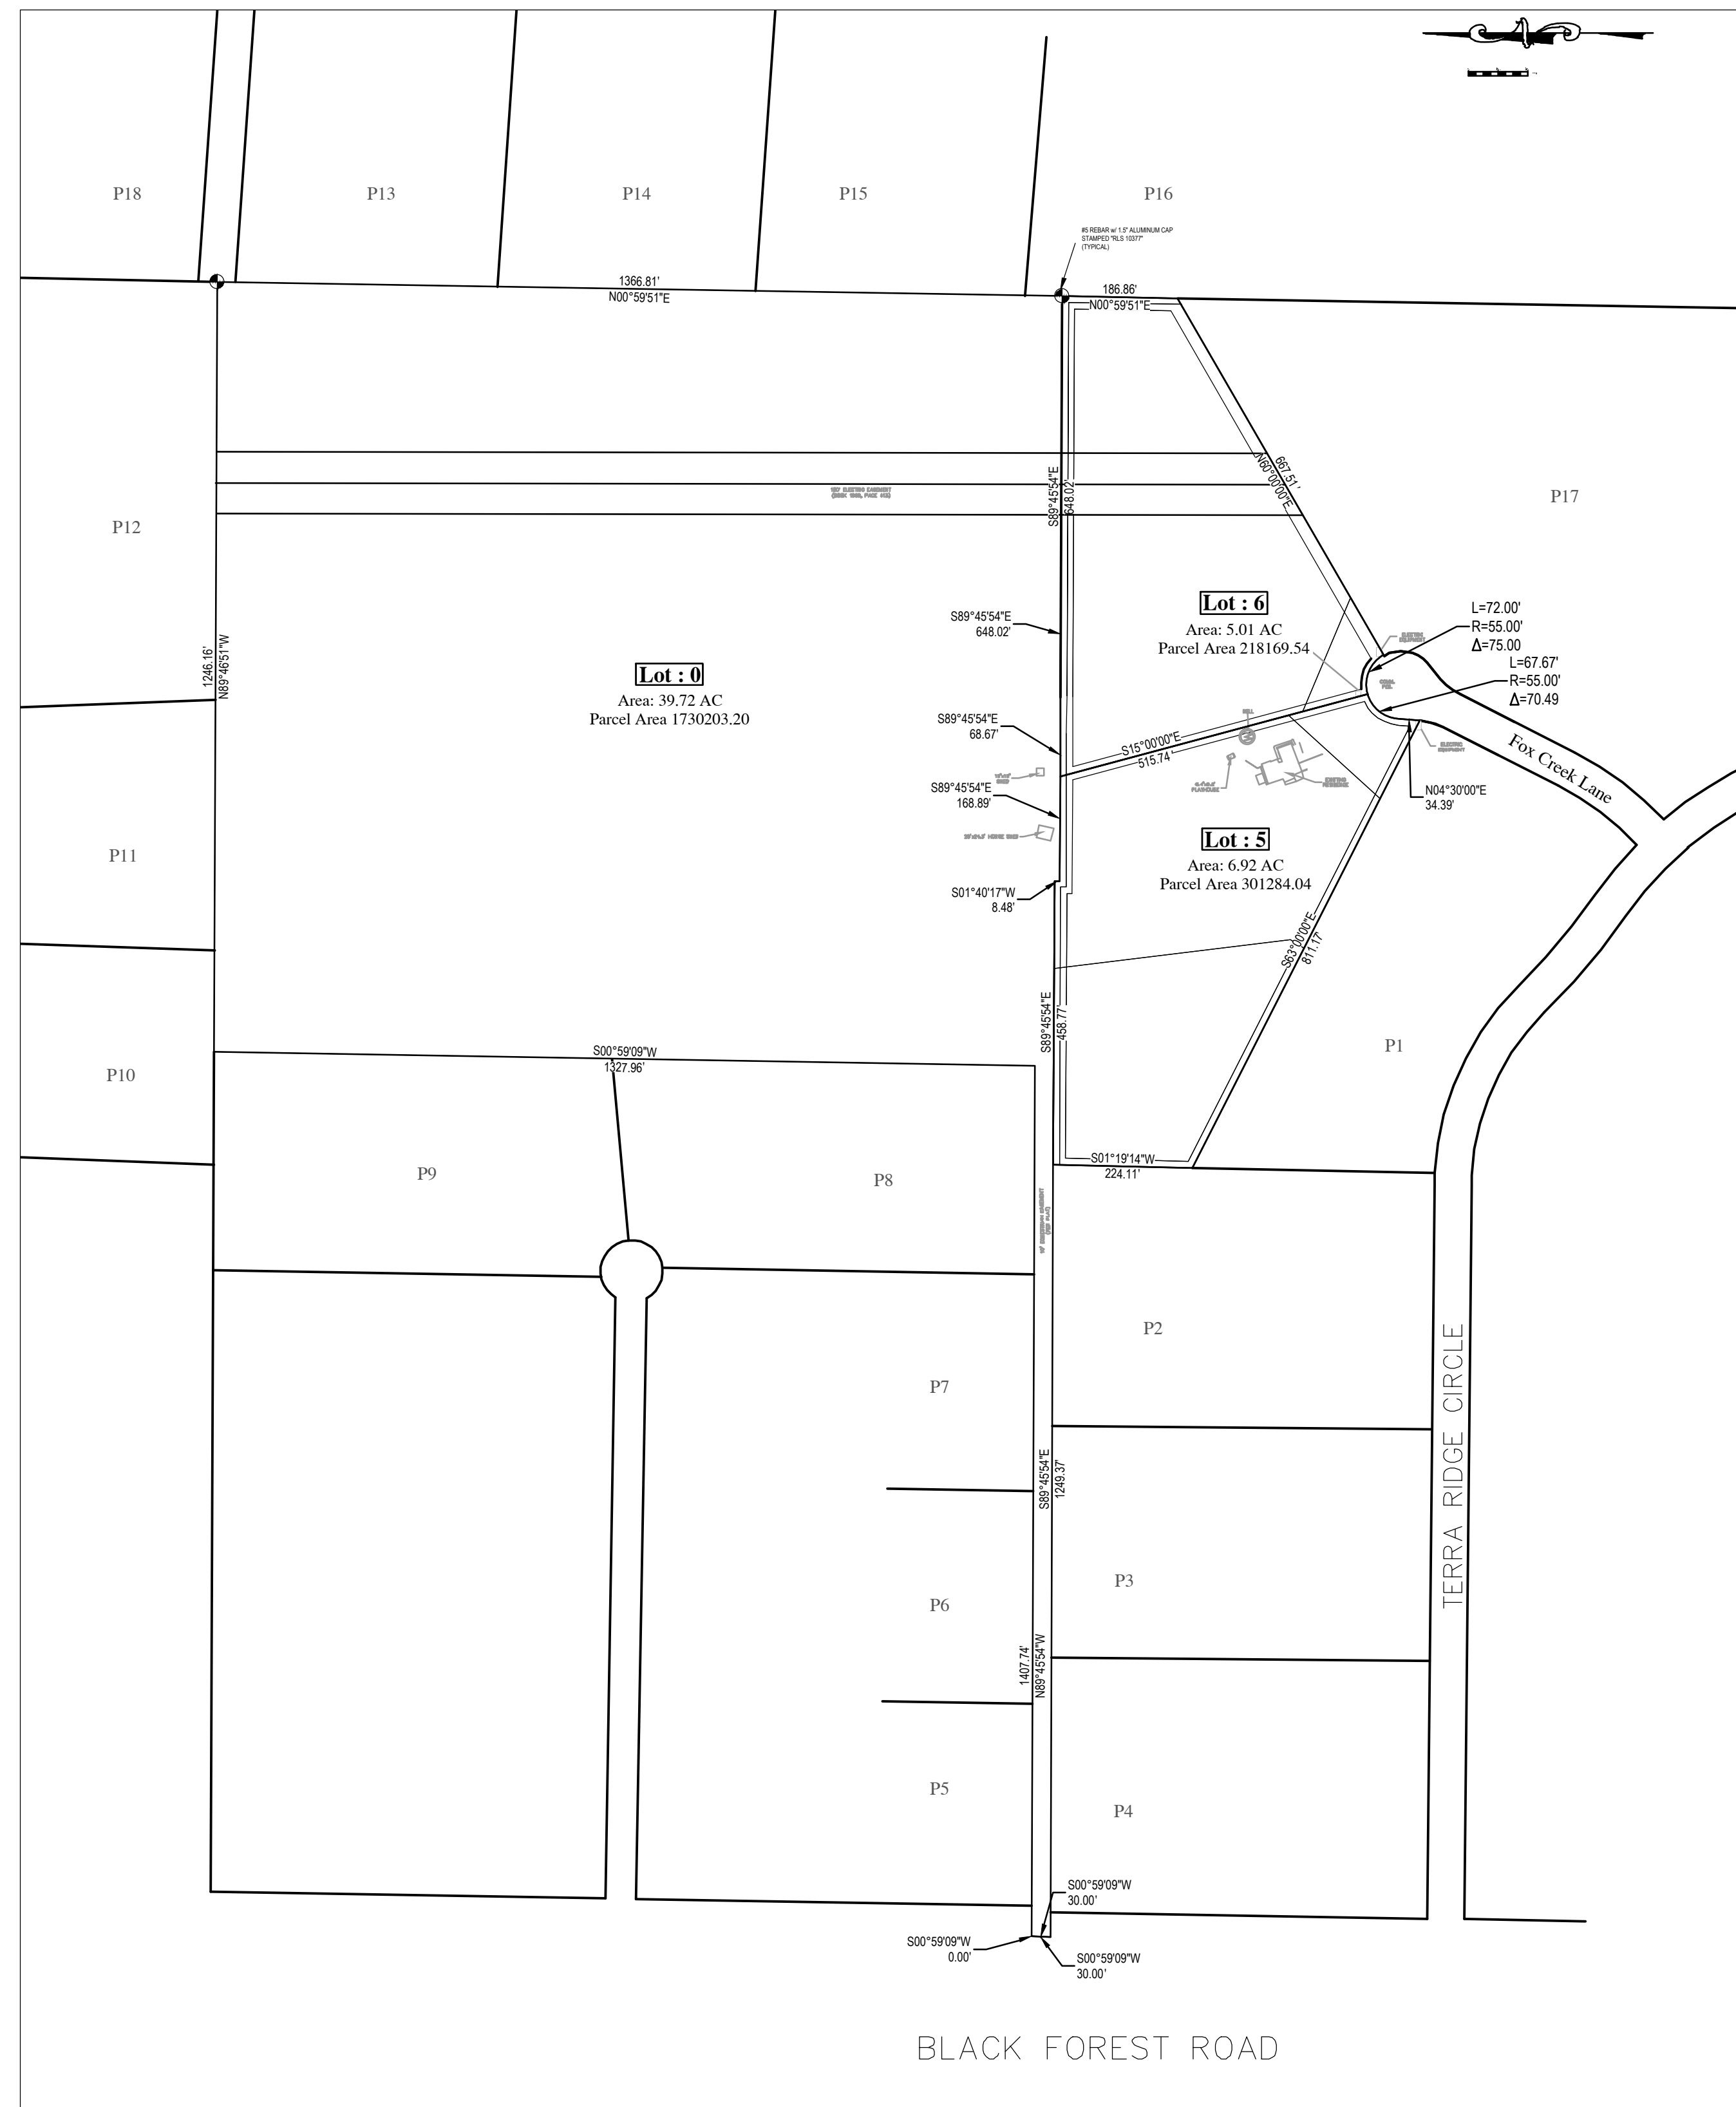 P18
P13
P14
P15
P16
#5 REBAR w/ 1.5" ALUMINUM CAP
STAMPED "RLS 10377"
(TYPICAL)
1366.81'
N00°59'51"E
186.86'
N00°59'51"E
S89°45'54"E
648.02'
667.51'
N60°00'00"E
P17
P12
S89°45'54"E
648.02'
Lot : 6
Area: 5.01 AC
Parcel Area 218169.54
L=72.00'
R=55.00'
Δ=75.00
L=67.67'
R=55.00'
Δ=70.49
1246.16'
N89°46'51"W
Lot : 0
Area: 39.72 AC
Parcel Area 1730203.20
S89°45'54"E
68.67'
S15°00'00"E
515.74'
Fox Creek Lane
S89°45'54"E
168.89'
N04°30'00"E
34.39'
P11
Lot : 5
Area: 6.92 AC
Parcel Area 301284.04
S01°40'17"W
8.48'
S63°00'00"E
811.17'
S89°45'54"E
458.77'
S00°59'09"W
1327.96'
P10
P1
P9
P8
S01°19'14"W
224.11'
P2
P7
S89°45'54"E
1249.37'
TERRA RIDGE CIRCLE
P3
P6
1407.74'
N89°45'54"W
P5
P4
S00°59'09"W
30.00'
S00°59'09"W
0.00'
S00°59'09"W
30.00'
BLACK FOREST ROAD